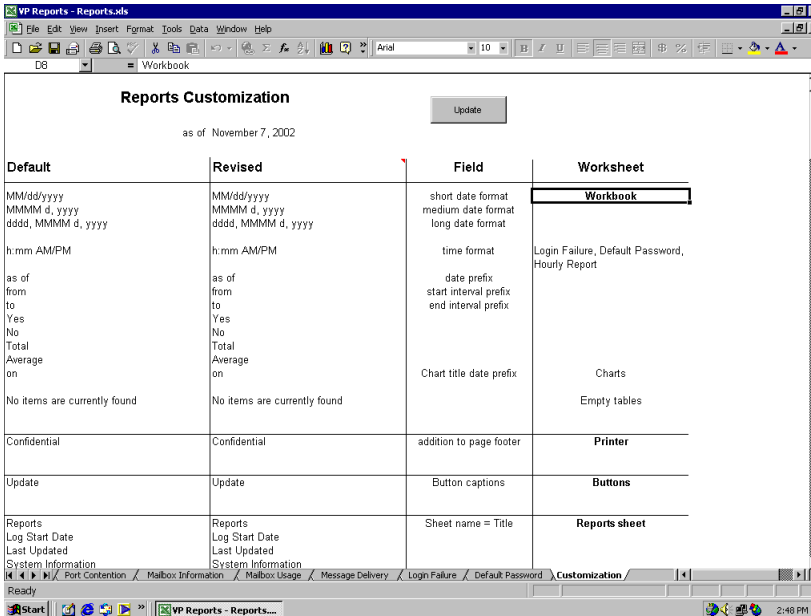 VP Reports - Reports.xls
File Edit View Insert Format Tools Data Window Help
Arial 10 B I U $ %
D8 = Workbook
Reports Customization
Update
as of November 7, 2002
Default Revised Field Worksheet
MM/dd/yyyy MM/dd/yyyy short date format Workbook
MMMM d, yyyy MMMM d, yyyy medium date format
dddd, MMMM d, yyyy dddd, MMMM d, yyyy long date format
h:mm AM/PM h:mm AM/PM time format Login Failure, Default Password,
Hourly Report
as of as of date prefix
from from start interval prefix
to to end interval prefix
Yes Yes
No No
Total Total
Average Average
on on Chart title date prefix Charts
No items are currently found No items are currently found Empty tables
Confidential Confidential addition to page footer Printer
Update Update Button captions Buttons
Reports Reports Sheet name = Title Reports sheet
Log Start Date Log Start Date
Last Updated Last Updated
System Information System Information
Port Contention Mailbox Information Mailbox Usage Message Delivery Login Failure Default Password Customization
Ready
Start VP Reports - Reports.... 2:48 PM